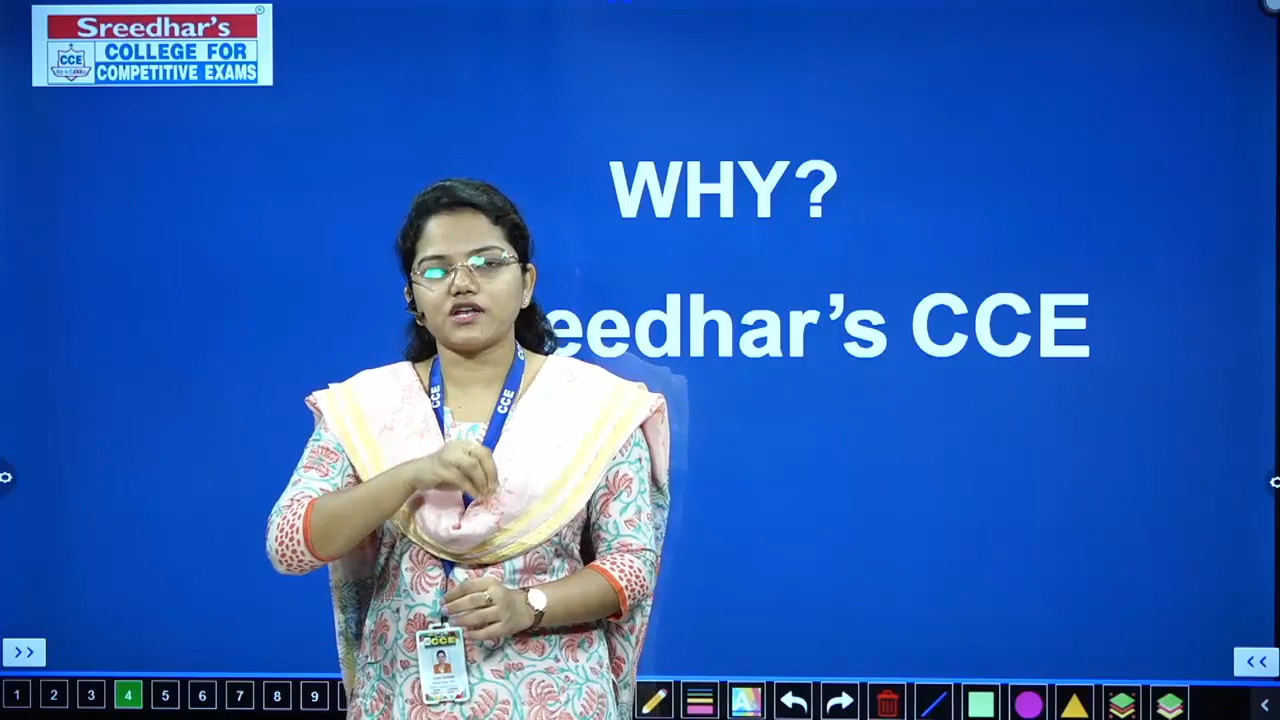 Sreedhar's
®
CCE
COLLEGE FOR
COMPETITIVE EXAMS
WHY?
eedhar's CCE
CCE
CCE
CCE
>>
<<
1 2 3 4 5 6 7 8 9
<